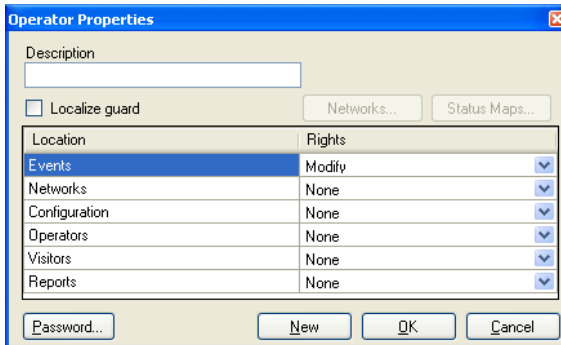 Operator Properties
Description
Localize guard Networks... Status Maps...
Location Rights
Events Modify
Networks None
Configuration None
Operators None
Visitors None
Reports None
Password... New OK Cancel